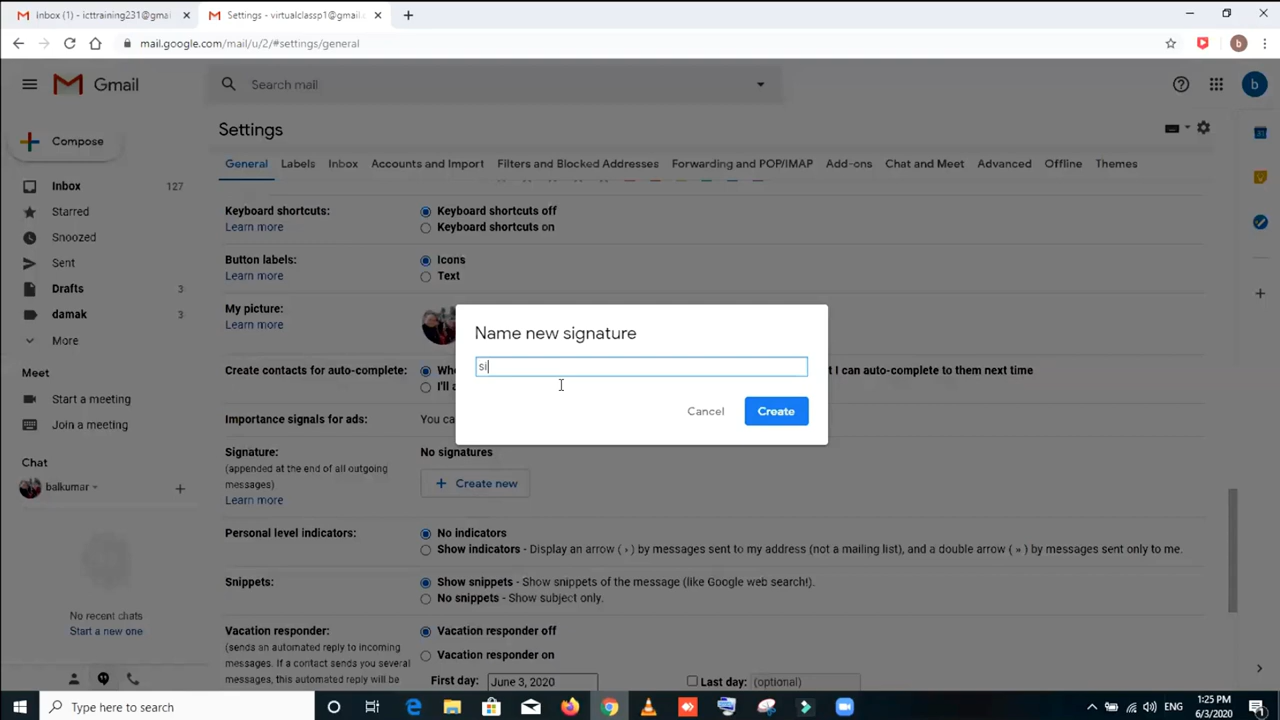 Inbox (1) - icttraining231@gmai
Settings - virtualclassp1@gmail.
mail.google.com/mail/u/2/#settings/general
b
Gmail
Search mail
b
Compose
Settings
General Labels Inbox Accounts and Import Filters and Blocked Addresses Forwarding and POP/IMAP Add-ons Chat and Meet Advanced Offline Themes
Inbox 127
Starred
Snoozed
Sent
Drafts 3
damak 3
More
Meet
Start a meeting
Join a meeting
Chat
balkumar
No recent chats
Start a new one
Keyboard shortcuts:
Learn more
Keyboard shortcuts off
Keyboard shortcuts on
Button labels:
Learn more
Icons
Text
My picture:
Learn more
Create contacts for auto-complete:
Whe
I'll a
t I can auto-complete to them next time
Importance signals for ads:
You ca
Name new signature
si
Cancel
Create
Signature:
(appended at the end of all outgoing
messages)
Learn more
No signatures
Create new
Personal level indicators:
No indicators
Show indicators - Display an arrow ( › ) by messages sent to my address (not a mailing list), and a double arrow ( » ) by messages sent only to me.
Snippets:
Show snippets - Show snippets of the message (like Google web search!).
No snippets - Show subject only.
Vacation responder:
(sends an automated reply to incoming
messages. If a contact sends you several
messages, this automated reply will be
Vacation responder off
Vacation responder on
First day: June 3, 2020
Last day: (optional)
Type here to search
ENG
1:25 PM
6/3/2020